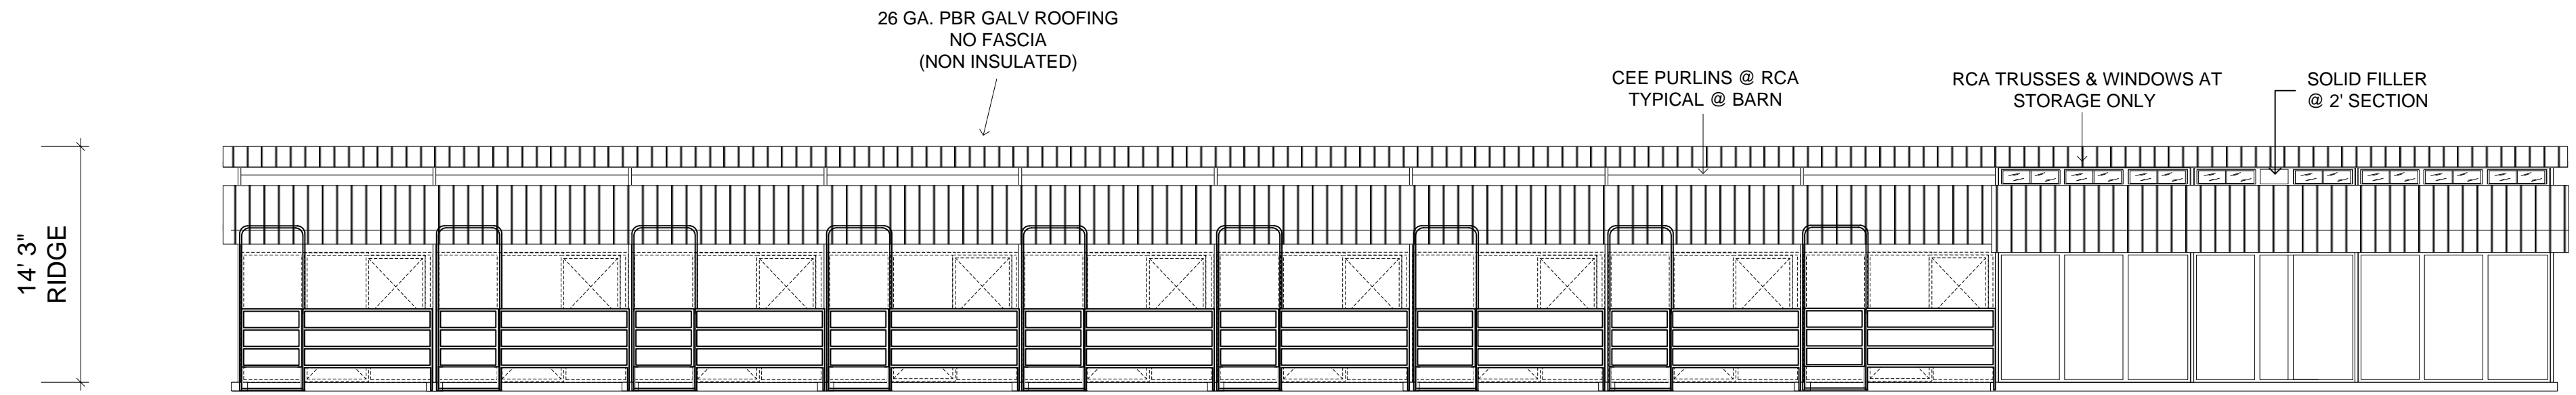 26 GA. PBR GALV ROOFING
NO FASCIA
(NON INSULATED)
CEE PURLINS @ RCA
TYPICAL @ BARN
RCA TRUSSES & WINDOWS AT
STORAGE ONLY
SOLID FILLER
@ 2' SECTION
14' 3"
RIDGE